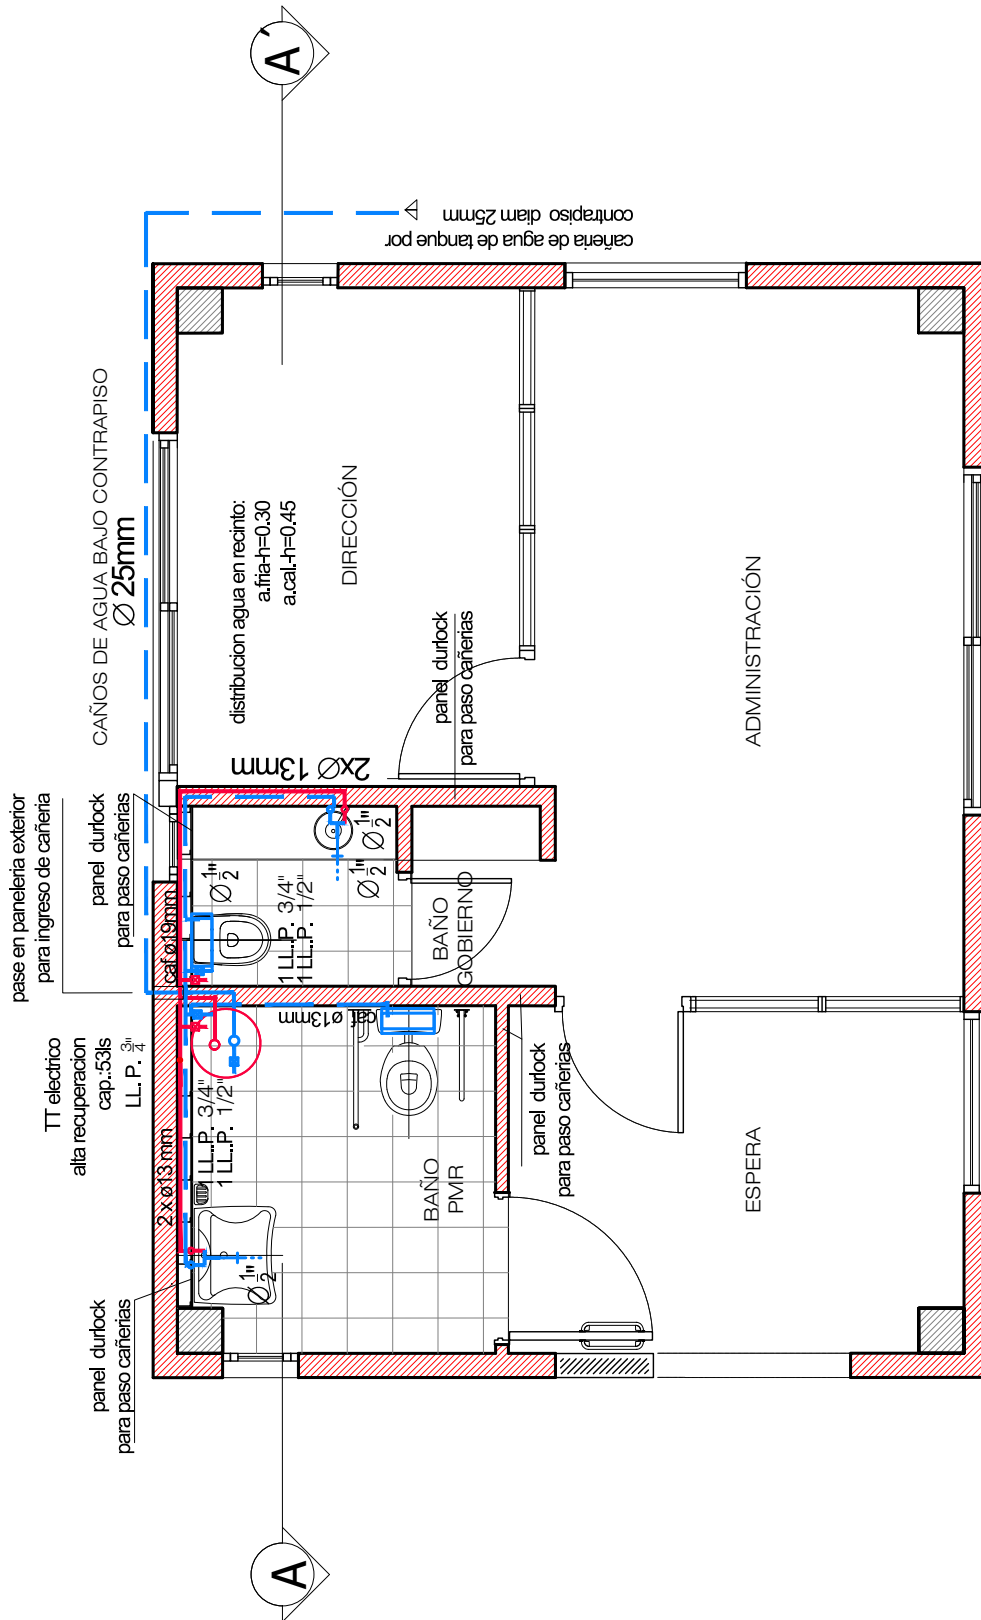 A
A´
cañeria de agua de tanque por
contrapiso diam 25mm
CAÑOS DE AGUA BAJO CONTRAPISO
Ø 25mm
pase en paneleria exterior
para ingreso de cañeria
panel durlock
para paso cañerias
TT electrico
alta recuperacion
cap.:53ls
LL. P. 3/4"
panel durlock
para paso cañerias
distribucion agua en recinto:
a.fria-h=0.30
a.cal.-h=0.45
DIRECCIÓN
2xØ 13mm
panel durlock
para paso cañerias
caf ø19mm
Ø 1/2"
Ø 1/2"
Ø 1/2"
1 LL.P. 3/4"
1 LL.P. 1/2"
BAÑO
GOBIERNO
caf. ø13mm
2 x ø13 mm
1 LL.P. 3/4"
1 LL.P. 1/2"
Ø 1/2"
BAÑO
PMR
panel durlock
para paso cañerias
ADMINISTRACIÓN
ESPERA